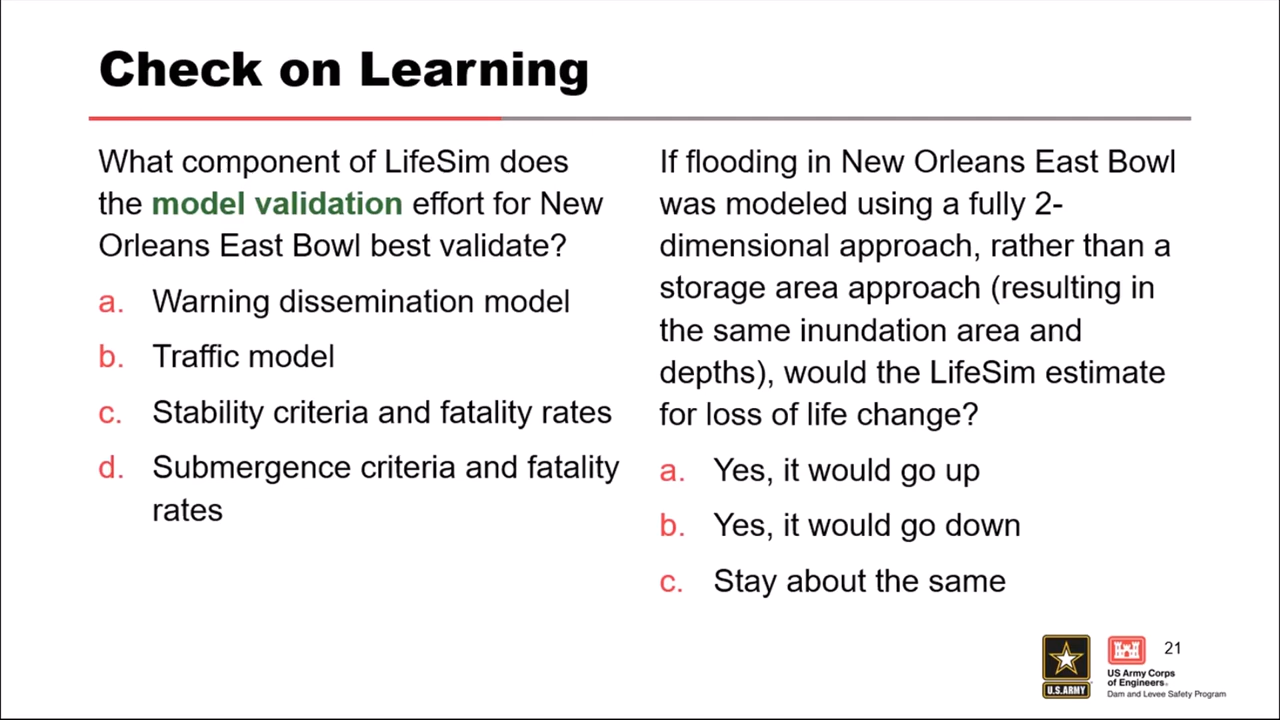 Check on Learning
What component of LifeSim does
the model validation effort for New
Orleans East Bowl best validate?
a. Warning dissemination model
b. Traffic model
c. Stability criteria and fatality rates
d. Submergence criteria and fatality
rates
If flooding in New Orleans East Bowl
was modeled using a fully 2-
dimensional approach, rather than a
storage area approach (resulting in
the same inundation area and
depths), would the LifeSim estimate
for loss of life change?
a. Yes, it would go up
b. Yes, it would go down
c. Stay about the same
U.S.ARMY
US Army Corps
of Engineers®
Dam and Levee Safety Program
21